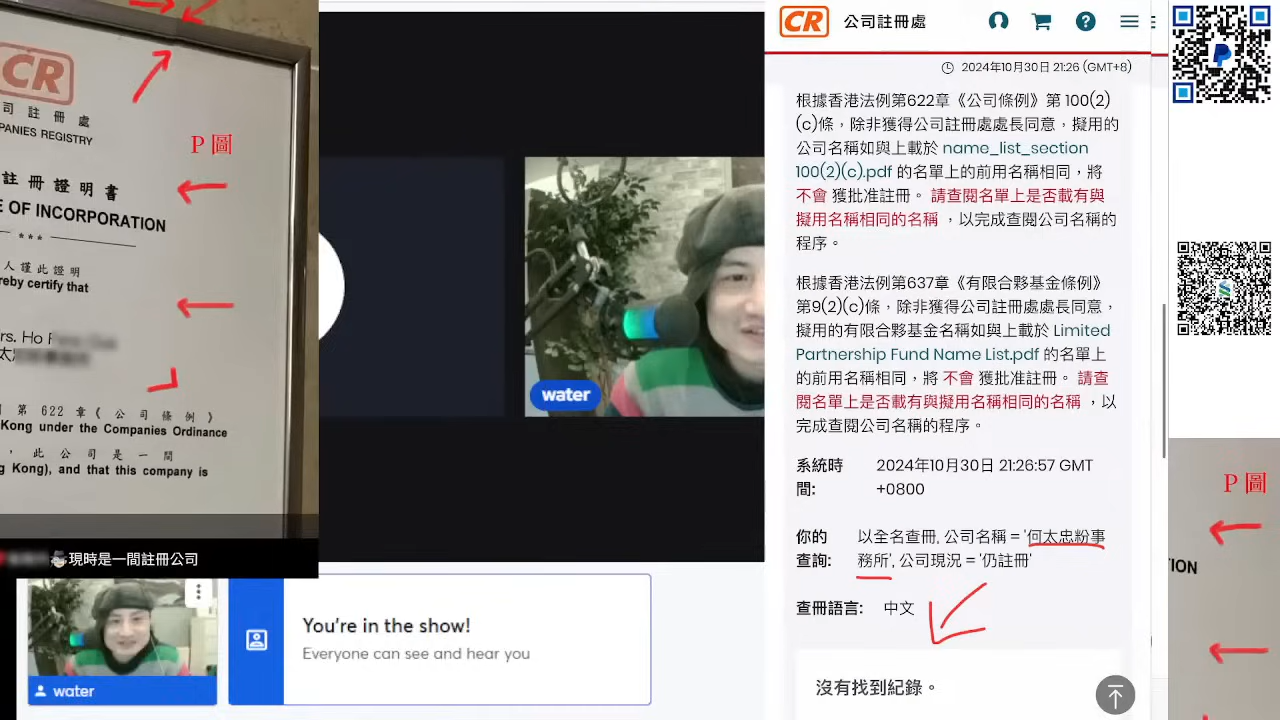 CR
司註冊處
PANIES REGISTRY
P 圖
註冊證明書
E OF INCORPORATION
***
人謹此證明
reby certify that
rs. Ho
太
第 622 章《公司條例》
Kong under the Companies Ordinance
，此公司是一間
g Kong), and that this company is
現時是一間註冊公司
water
water
You're in the show!
Everyone can see and hear you
CR 公司註冊處
2024年10月30日 21:26 (GMT+8)
根據香港法例第622章《公司條例》第 100(2)
(c)條，除非獲得公司註冊處處長同意，擬用的
公司名稱如與上載於 name_list_section
100(2)(c).pdf 的名單上的前用名稱相同，將
不會 獲批准註冊。 請查閱名單上是否載有與
擬用名稱相同的名稱 ，以完成查閱公司名稱的
程序。
根據香港法例第637章《有限合夥基金條例》
第9(2)(c)條，除非獲得公司註冊處處長同意，
擬用的有限合夥基金名稱如與上載於 Limited
Partnership Fund Name List.pdf 的名單上
的前用名稱相同，將 不會 獲批准註冊。 請查
閱名單上是否載有與擬用名稱相同的名稱 ，以
完成查閱公司名稱的程序。
系統時間: 2024年10月30日 21:26:57 GMT
+0800
你的查詢: 以全名查冊, 公司名稱 = '何太忠粉事
務所', 公司現況 = '仍註冊'
查冊語言: 中文
沒有找到紀錄。
P 圖
ION